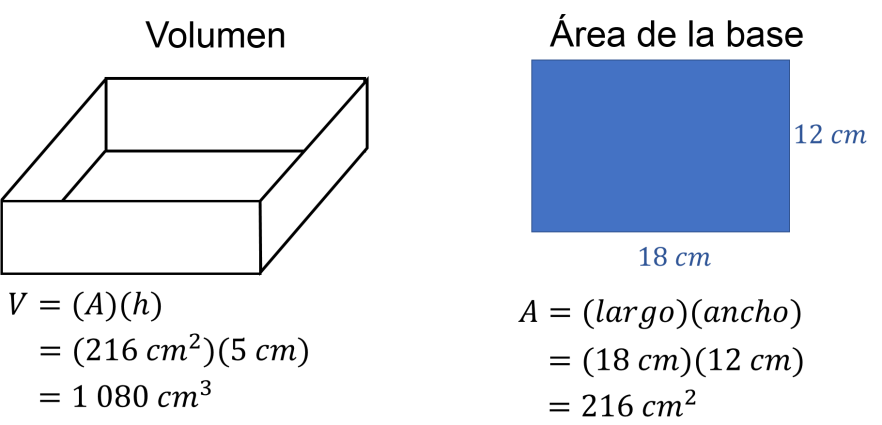 Volumen
V = (A)(h)
= (216 cm²)(5 cm)
= 1 080 cm³
Área de la base
12 cm
18 cm
A = (largo)(ancho)
= (18 cm)(12 cm)
= 216 cm²